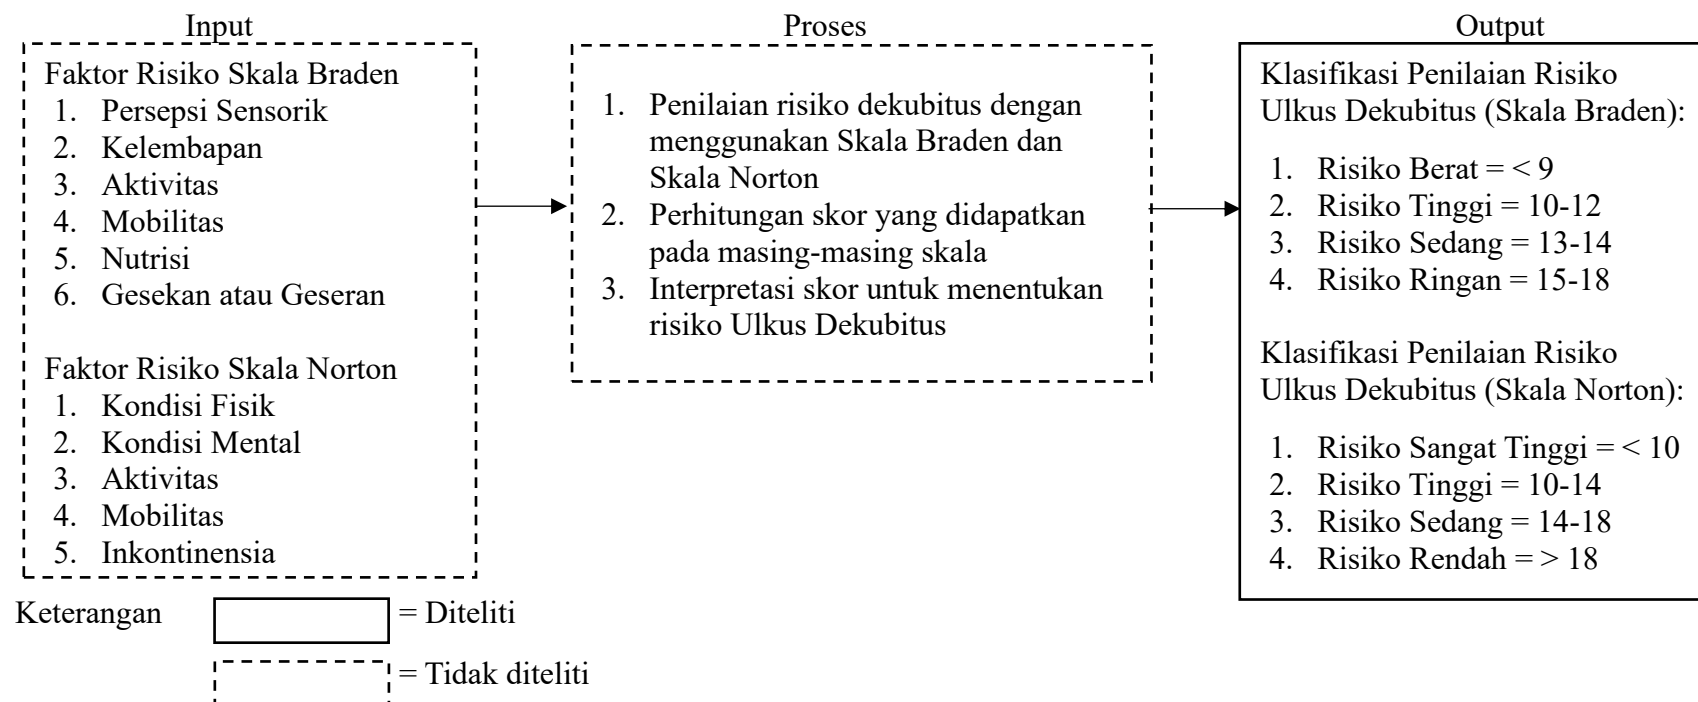 Input
Faktor Risiko Skala Braden
1. Persepsi Sensorik
2. Kelembapan
3. Aktivitas
4. Mobilitas
5. Nutrisi
6. Gesekan atau Geseran
Faktor Risiko Skala Norton
1. Kondisi Fisik
2. Kondisi Mental
3. Aktivitas
4. Mobilitas
5. Inkontinensia
Proses
1. Penilaian risiko dekubitus dengan
menggunakan Skala Braden dan
Skala Norton
2. Perhitungan skor yang didapatkan
pada masing-masing skala
3. Interpretasi skor untuk menentukan
risiko Ulkus Dekubitus
Output
Klasifikasi Penilaian Risiko
Ulkus Dekubitus (Skala Braden):
1. Risiko Berat = < 9
2. Risiko Tinggi = 10-12
3. Risiko Sedang = 13-14
4. Risiko Ringan = 15-18
Klasifikasi Penilaian Risiko
Ulkus Dekubitus (Skala Norton):
1. Risiko Sangat Tinggi = < 10
2. Risiko Tinggi = 10-14
3. Risiko Sedang = 14-18
4. Risiko Rendah = > 18
Keterangan
= Diteliti
= Tidak diteliti